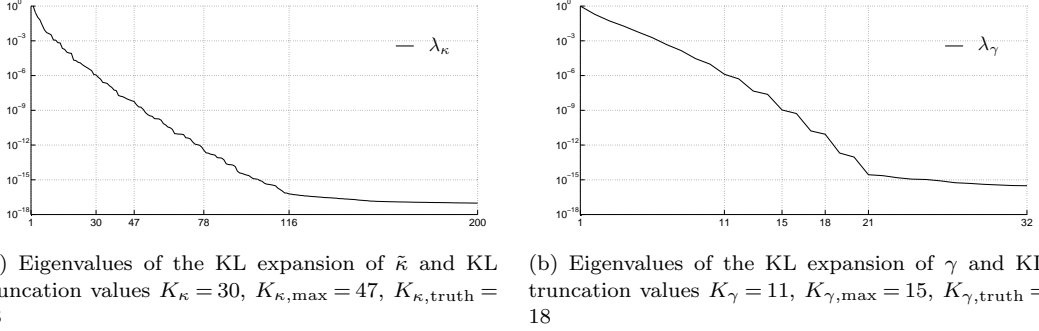 10^0
10^−3
10^−6
10^−9
10^−12
10^−15
10^−18
1 30 47 78 116 200
λ_κ
10^0
10^−3
10^−6
10^−9
10^−12
10^−15
10^−18
1 11 15 18 21 32
λ_γ
) Eigenvalues of the KL expansion of κ̃ and KL
uncation values K_κ = 30, K_κ,max = 47, K_κ,truth =
(b) Eigenvalues of the KL expansion of γ and KL
truncation values K_γ = 11, K_γ,max = 15, K_γ,truth =
18